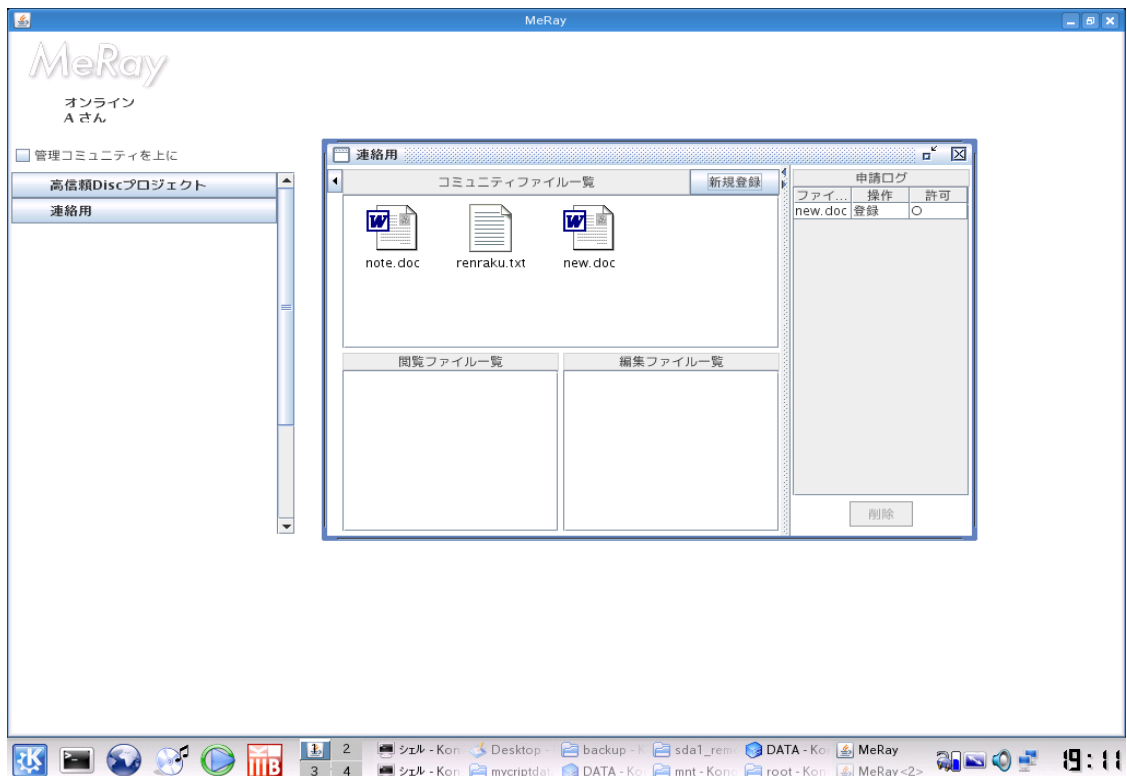 MeRay
MeRay
オンライン
A さん
管理コミュニティを上に
高信頼Discプロジェクト
連絡用
連絡用
コミュニティファイル一覧
新規登録
note.doc
renraku.txt
new.doc
閲覧ファイル一覧
編集ファイル一覧
申請ログ
ファイ... 操作 許可
new.doc 登録 ○
削除
1 2 シェル - Kon Desktop - backup - K sda1_rem DATA - Ko MeRay
3 4 シェル - Kon mycriptdat DATA - Ko mnt - Kono root - Kon MeRay<2>
19:11